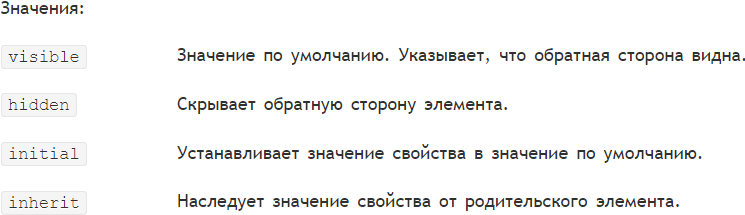 Значения:
visible Значение по умолчанию. Указывает, что обратная сторона видна.
hidden Скрывает обратную сторону элемента.
initial Устанавливает значение свойства в значение по умолчанию.
inherit Наследует значение свойства от родительского элемента.